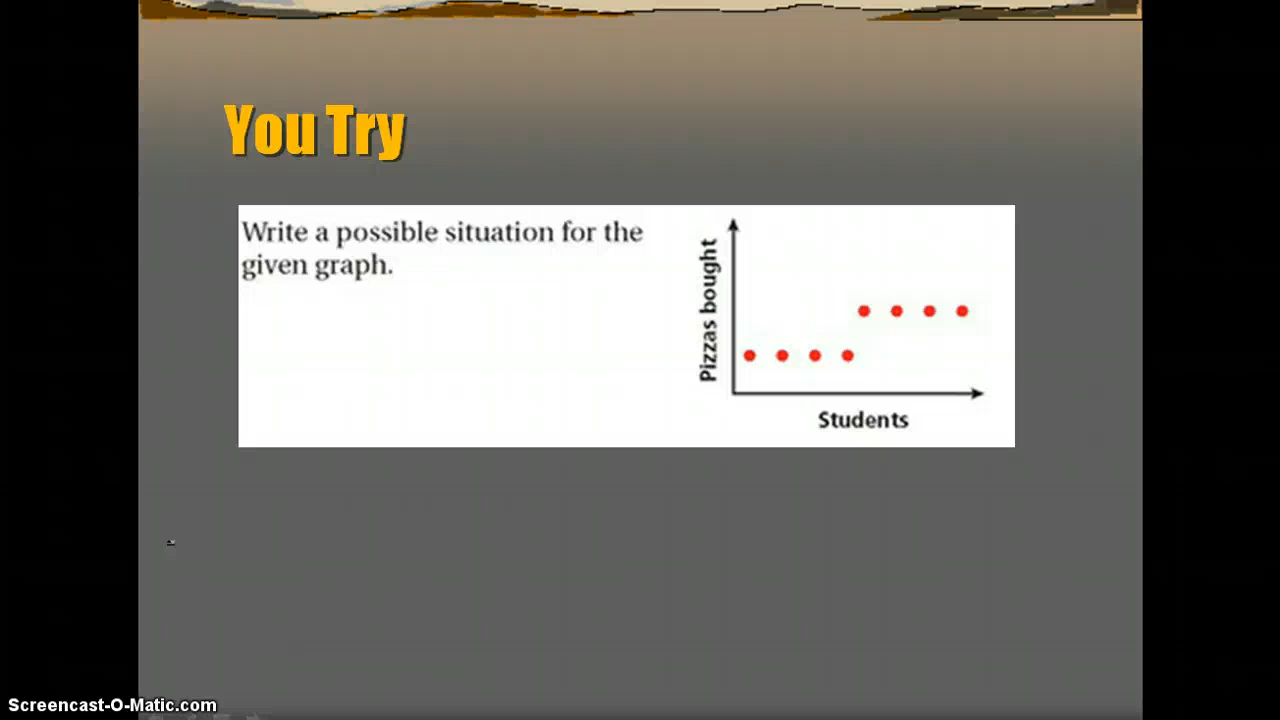 You Try
Write a possible situation for the
given graph.
Pizzas bought
Students
Screencast-O-Matic.com